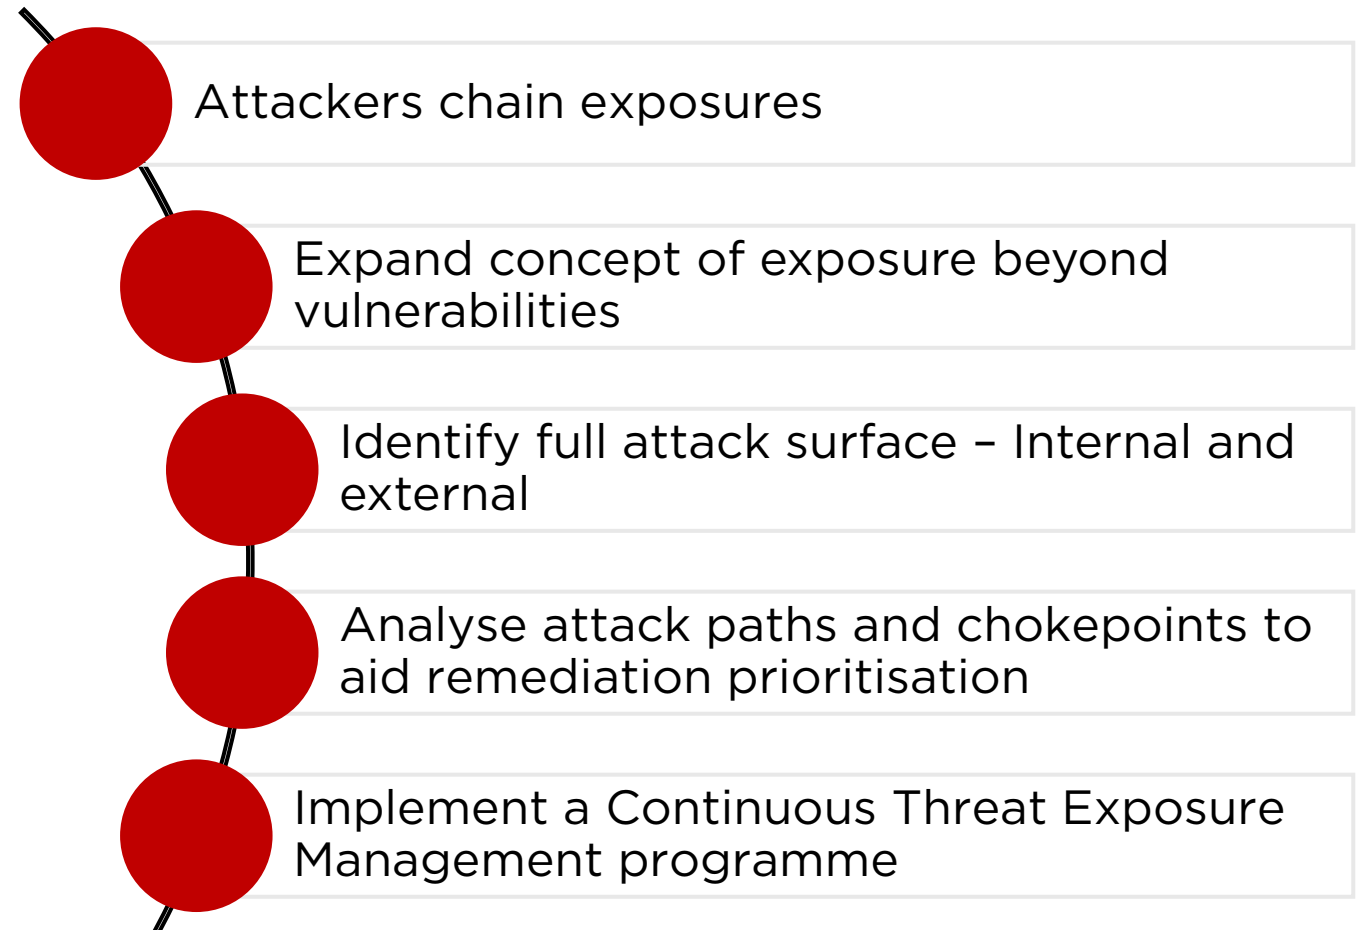 Attackers chain exposures
Expand concept of exposure beyond
vulnerabilities
Identify full attack surface – Internal and
external
Analyse attack paths and chokepoints to
aid remediation prioritisation
Implement a Continuous Threat Exposure
Management programme